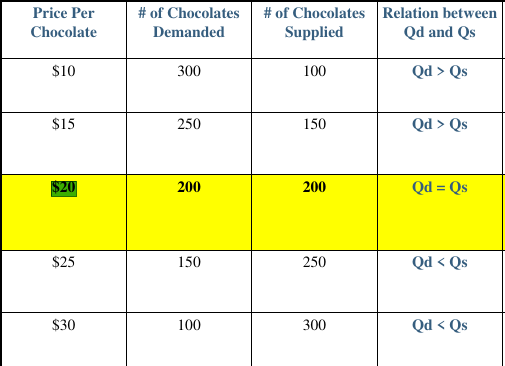 Price Per # of Chocolates # of Chocolates Relation between
Chocolate Demanded Supplied Qd and Qs
$10 300 100 Qd > Qs
$15 250 150 Qd > Qs
$20 200 200 Qd = Qs
$25 150 250 Qd < Qs
$30 100 300 Qd < Qs